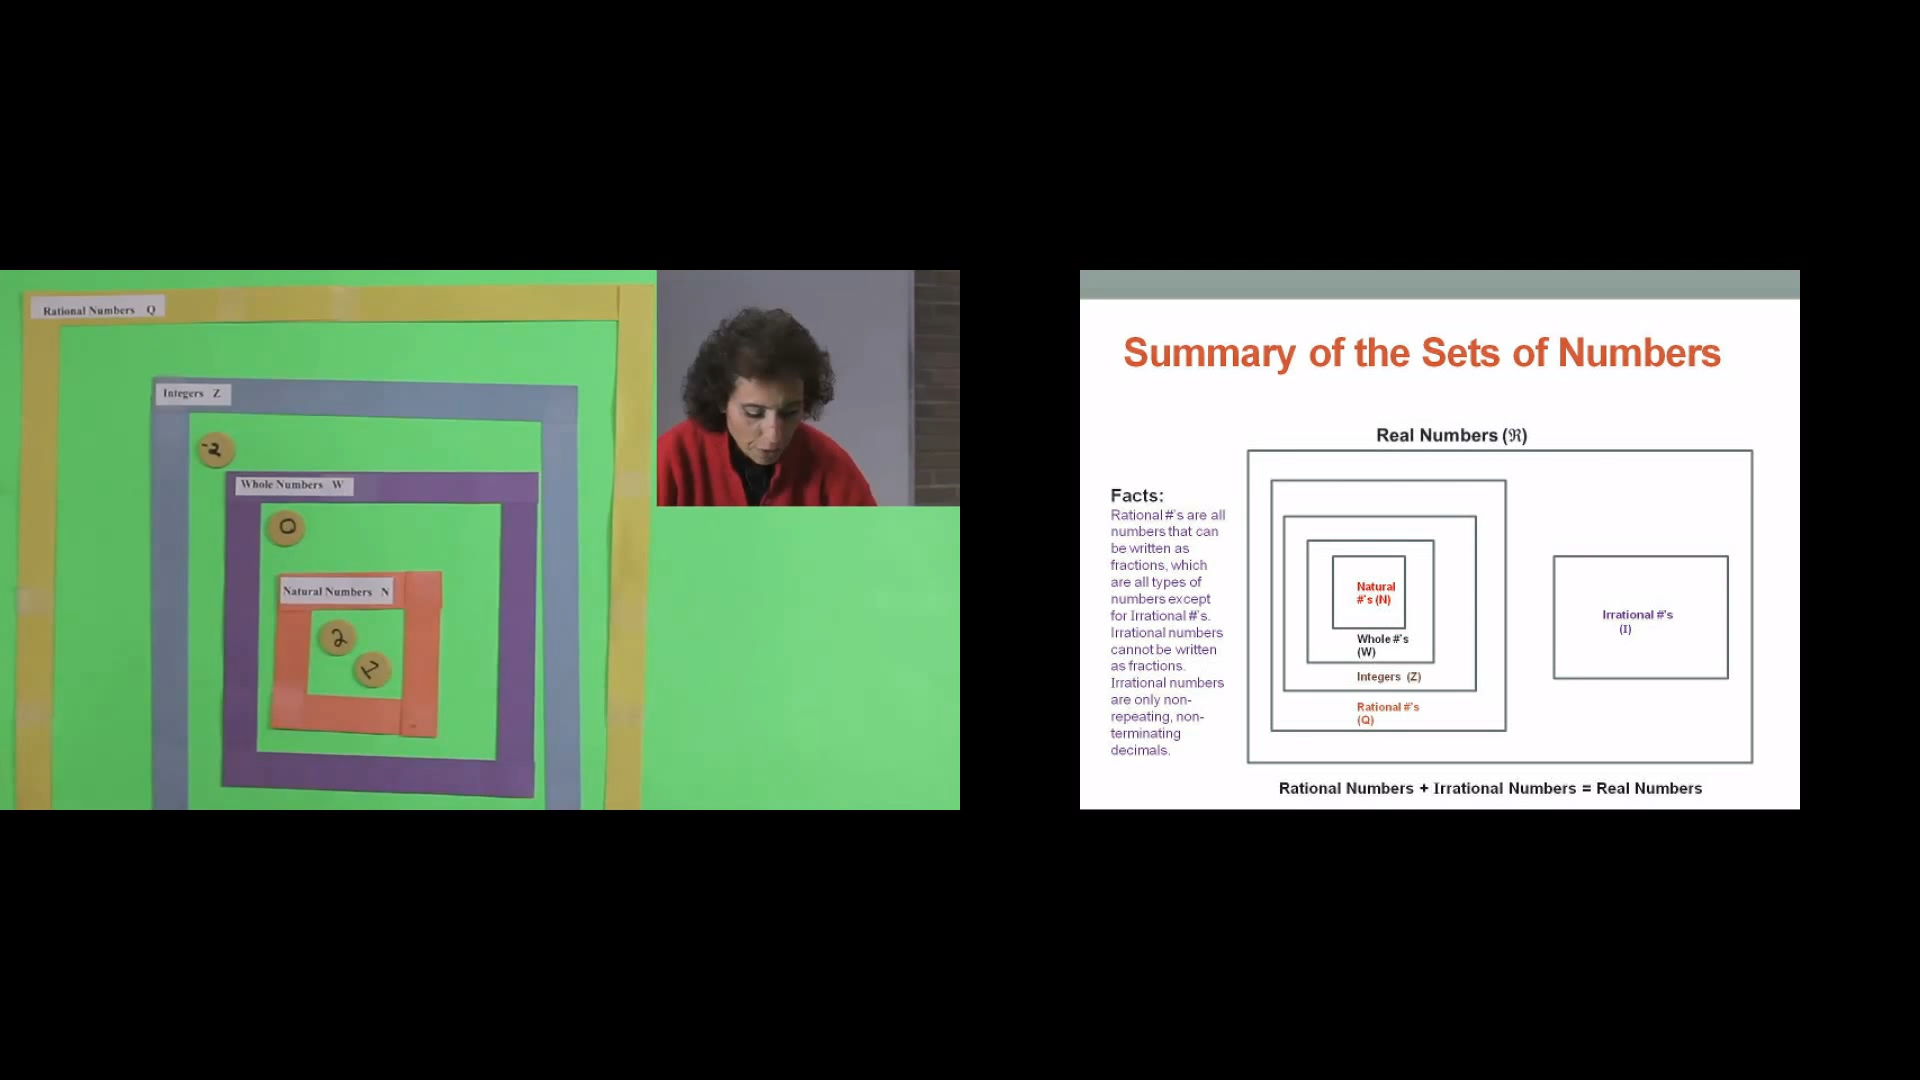 Rational Numbers Q
Integers Z
-2
Whole Numbers W
0
Natural Numbers N
2
1
Summary of the Sets of Numbers
Real Numbers (ℜ)
Facts:
Rational #'s are all
numbers that can
be written as
fractions, which
are all types of
numbers except
for Irrational #'s.
Irrational numbers
cannot be written
as fractions.
Irrational numbers
are only non-
repeating, non-
terminating
decimals.
Natural
#'s (N)
Whole #'s
(W)
Integers (Z)
Rational #'s
(Q)
Irrational #'s
(I)
Rational Numbers + Irrational Numbers = Real Numbers